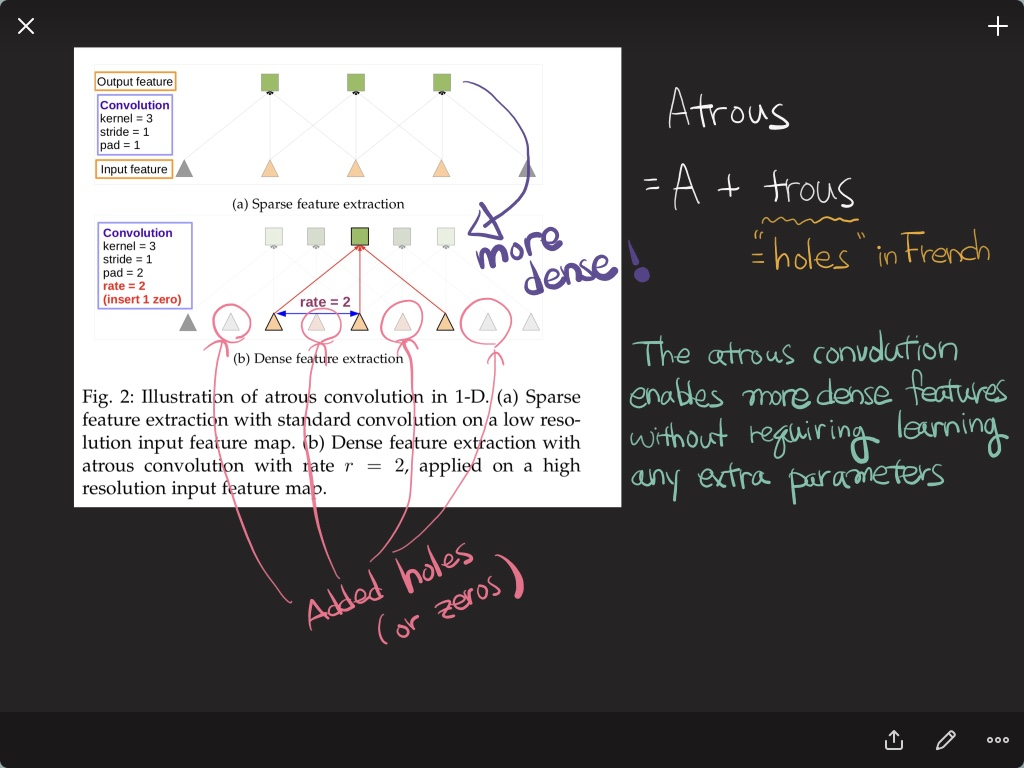 Output feature
Convolution
kernel = 3
stride = 1
pad = 1
Input feature
(a) Sparse feature extraction
Convolution
kernel = 3
stride = 1
pad = 2
rate = 2
(insert 1 zero)
rate = 2
(b) Dense feature extraction
more
dense!
Fig. 2: Illustration of atrous convolution in 1-D. (a) Sparse
feature extraction with standard convolution on a low reso-
lution input feature map. (b) Dense feature extraction with
atrous convolution with rate r = 2, applied on a high
resolution input feature map.
Added holes
(or zeros)
Atrous
= A + trous
= "holes" in French
The atrous convolution
enables more dense features
without requiring learning
any extra parameters